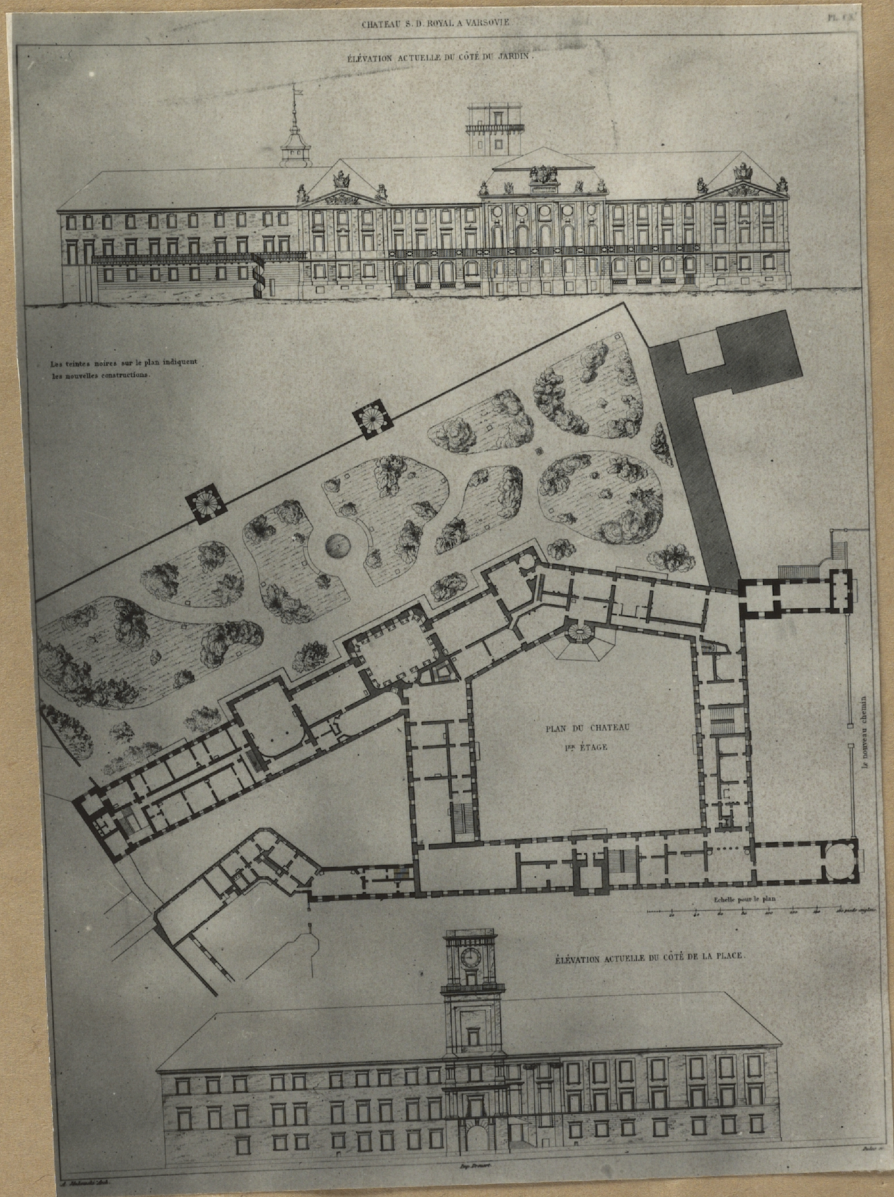 CHATEAU S. D. ROYAL A VARSOVIE
ÉLÉVATION ACTUELLE DU CÔTÉ DU JARDIN.
Les teintes noires sur le plan indiquent
les nouvelles constructions.
PLAN DU CHATEAU
1er ÉTAGE
le nouveau chemin
Echelle pour le plan
ÉLÉVATION ACTUELLE DU CÔTÉ DE LA PLACE.